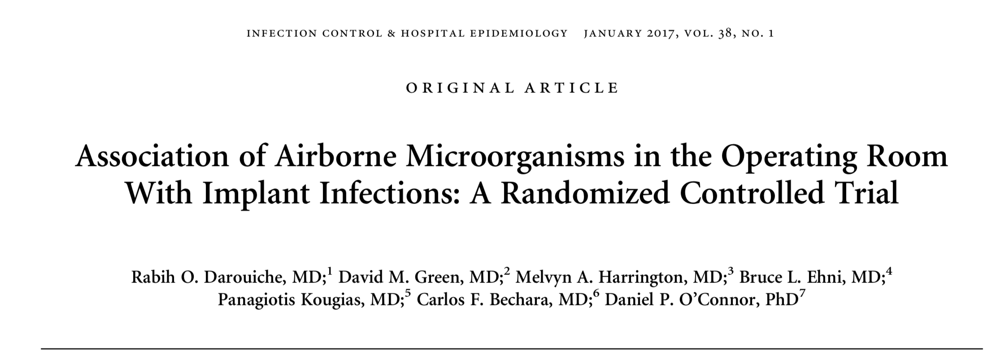 INFECTION CONTROL & HOSPITAL EPIDEMIOLOGY JANUARY 2017, VOL. 38, NO. 1
ORIGINAL ARTICLE
Association of Airborne Microorganisms in the Operating Room
With Implant Infections: A Randomized Controlled Trial
Rabih O. Darouiche, MD;1 David M. Green, MD;2 Melvyn A. Harrington, MD;3 Bruce L. Ehni, MD;4
Panagiotis Kougias, MD;5 Carlos F. Bechara, MD;6 Daniel P. O’Connor, PhD7